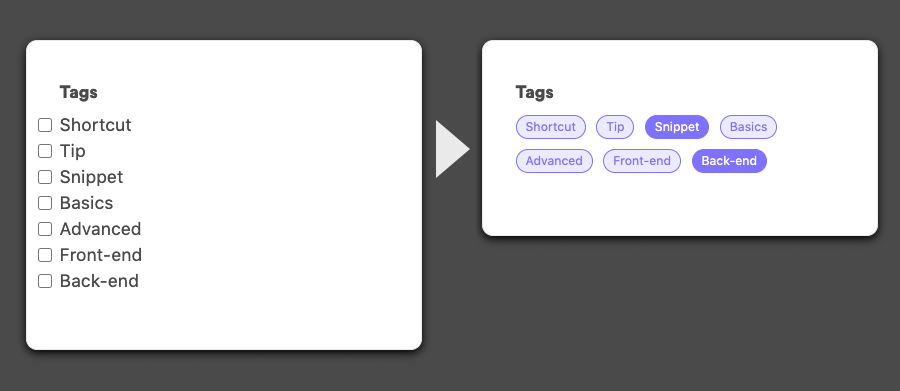 Tags
Shortcut
Tip
Snippet
Basics
Advanced
Front-end
Back-end
Tags
Shortcut Tip Snippet Basics
Advanced Front-end Back-end